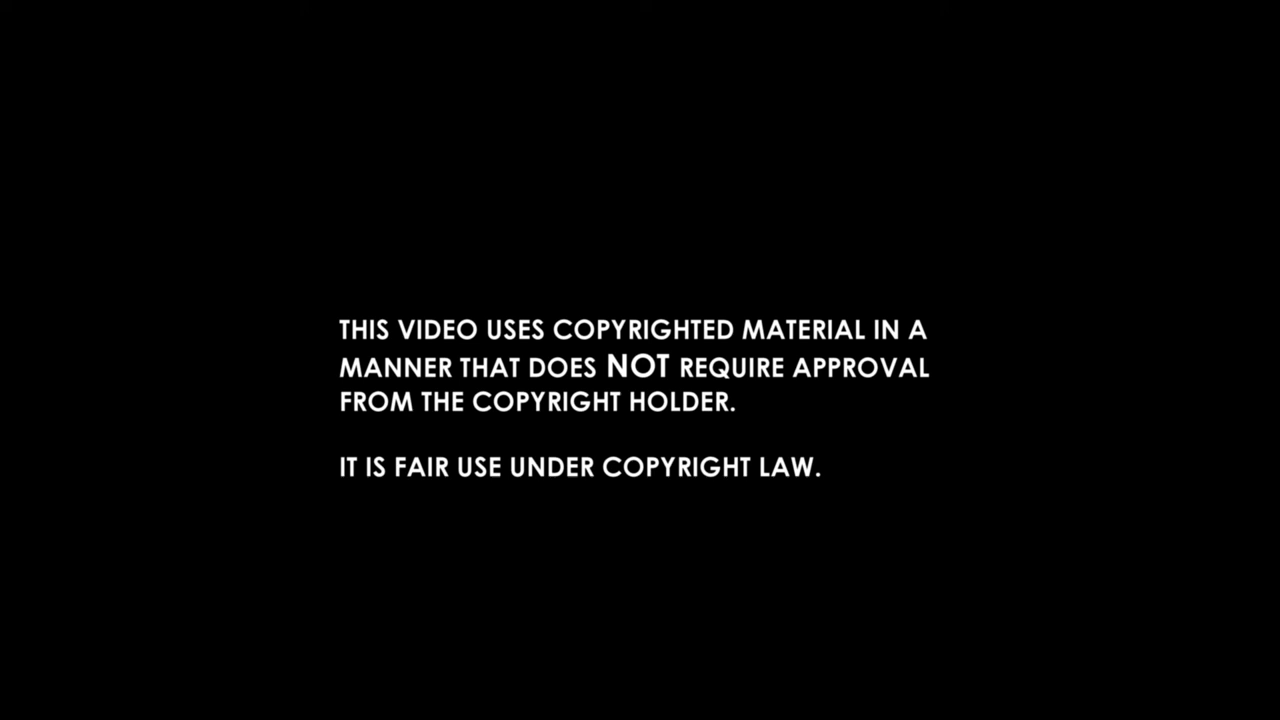 THIS VIDEO USES COPYRIGHTED MATERIAL IN A
MANNER THAT DOES NOT REQUIRE APPROVAL
FROM THE COPYRIGHT HOLDER.
IT IS FAIR USE UNDER COPYRIGHT LAW.